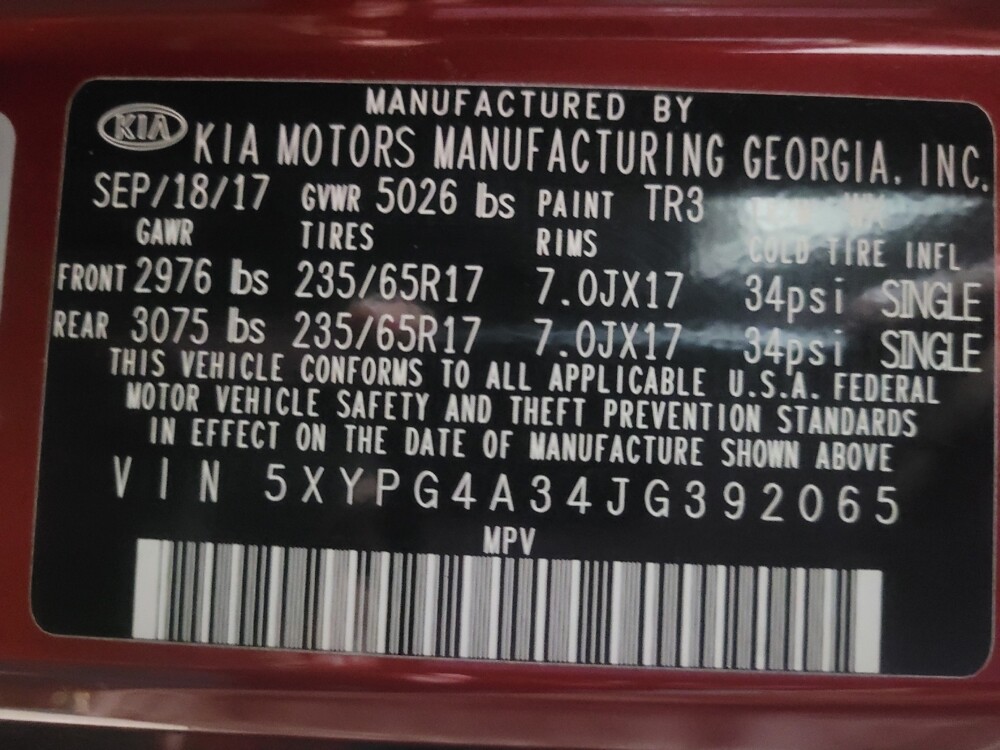 MANUFACTURED BY
KIA KIA MOTORS MANUFACTURING GEORGIA, INC.
SEP/18/17 GVWR 5026 lbs PAINT TR3
GAWR TIRES RIMS COLD TIRE INFL
FRONT 2976 lbs 235/65R17 7.0JX17 34psi SINGLE
REAR 3075 lbs 235/65R17 7.0JX17 34psi SINGLE
THIS VEHICLE CONFORMS TO ALL APPLICABLE U.S.A. FEDERAL
MOTOR VEHICLE SAFETY AND THEFT PREVENTION STANDARDS
IN EFFECT ON THE DATE OF MANUFACTURE SHOWN ABOVE
VIN 5XYPG4A34JG392065
MPV